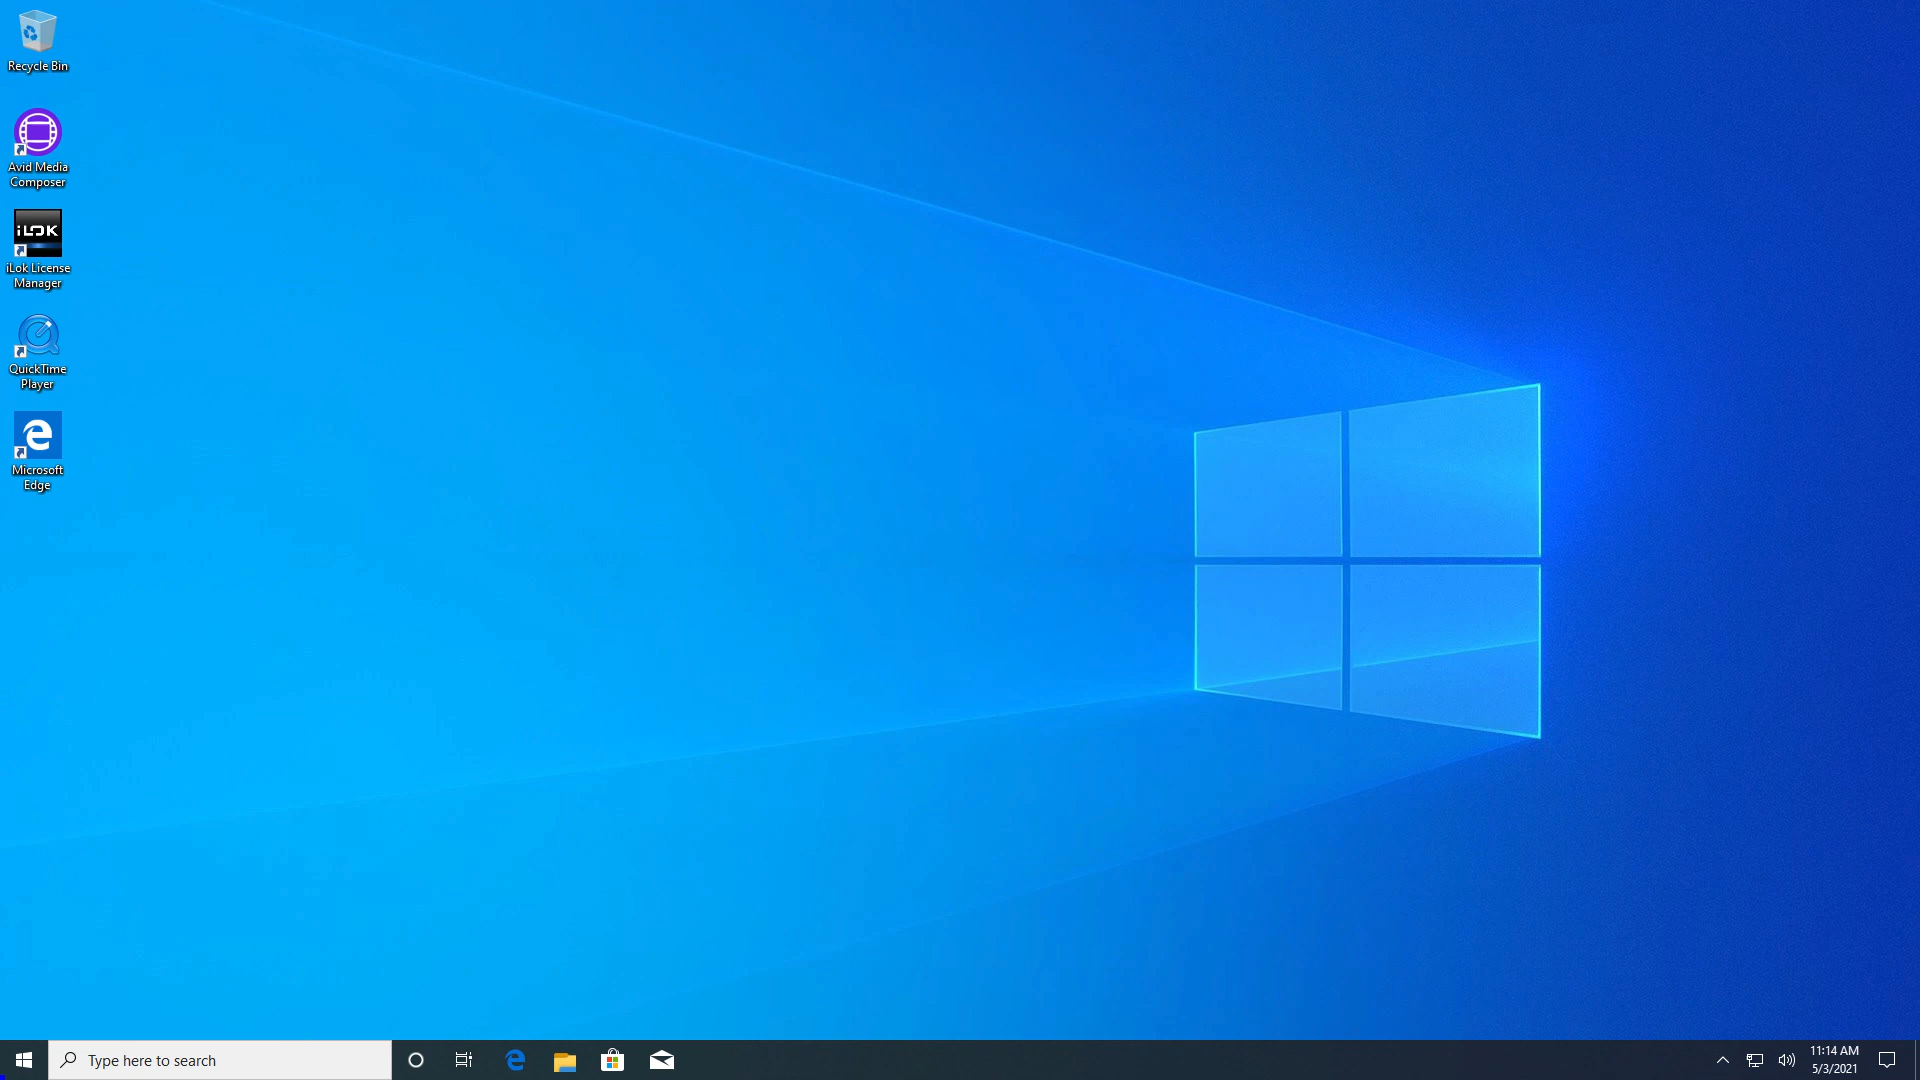 Recycle Bin
Avid Media
Composer
iLOK
iLok License
Manager
QuickTime
Player
Microsoft
Edge
Type here to search
11:14 AM
5/3/2021